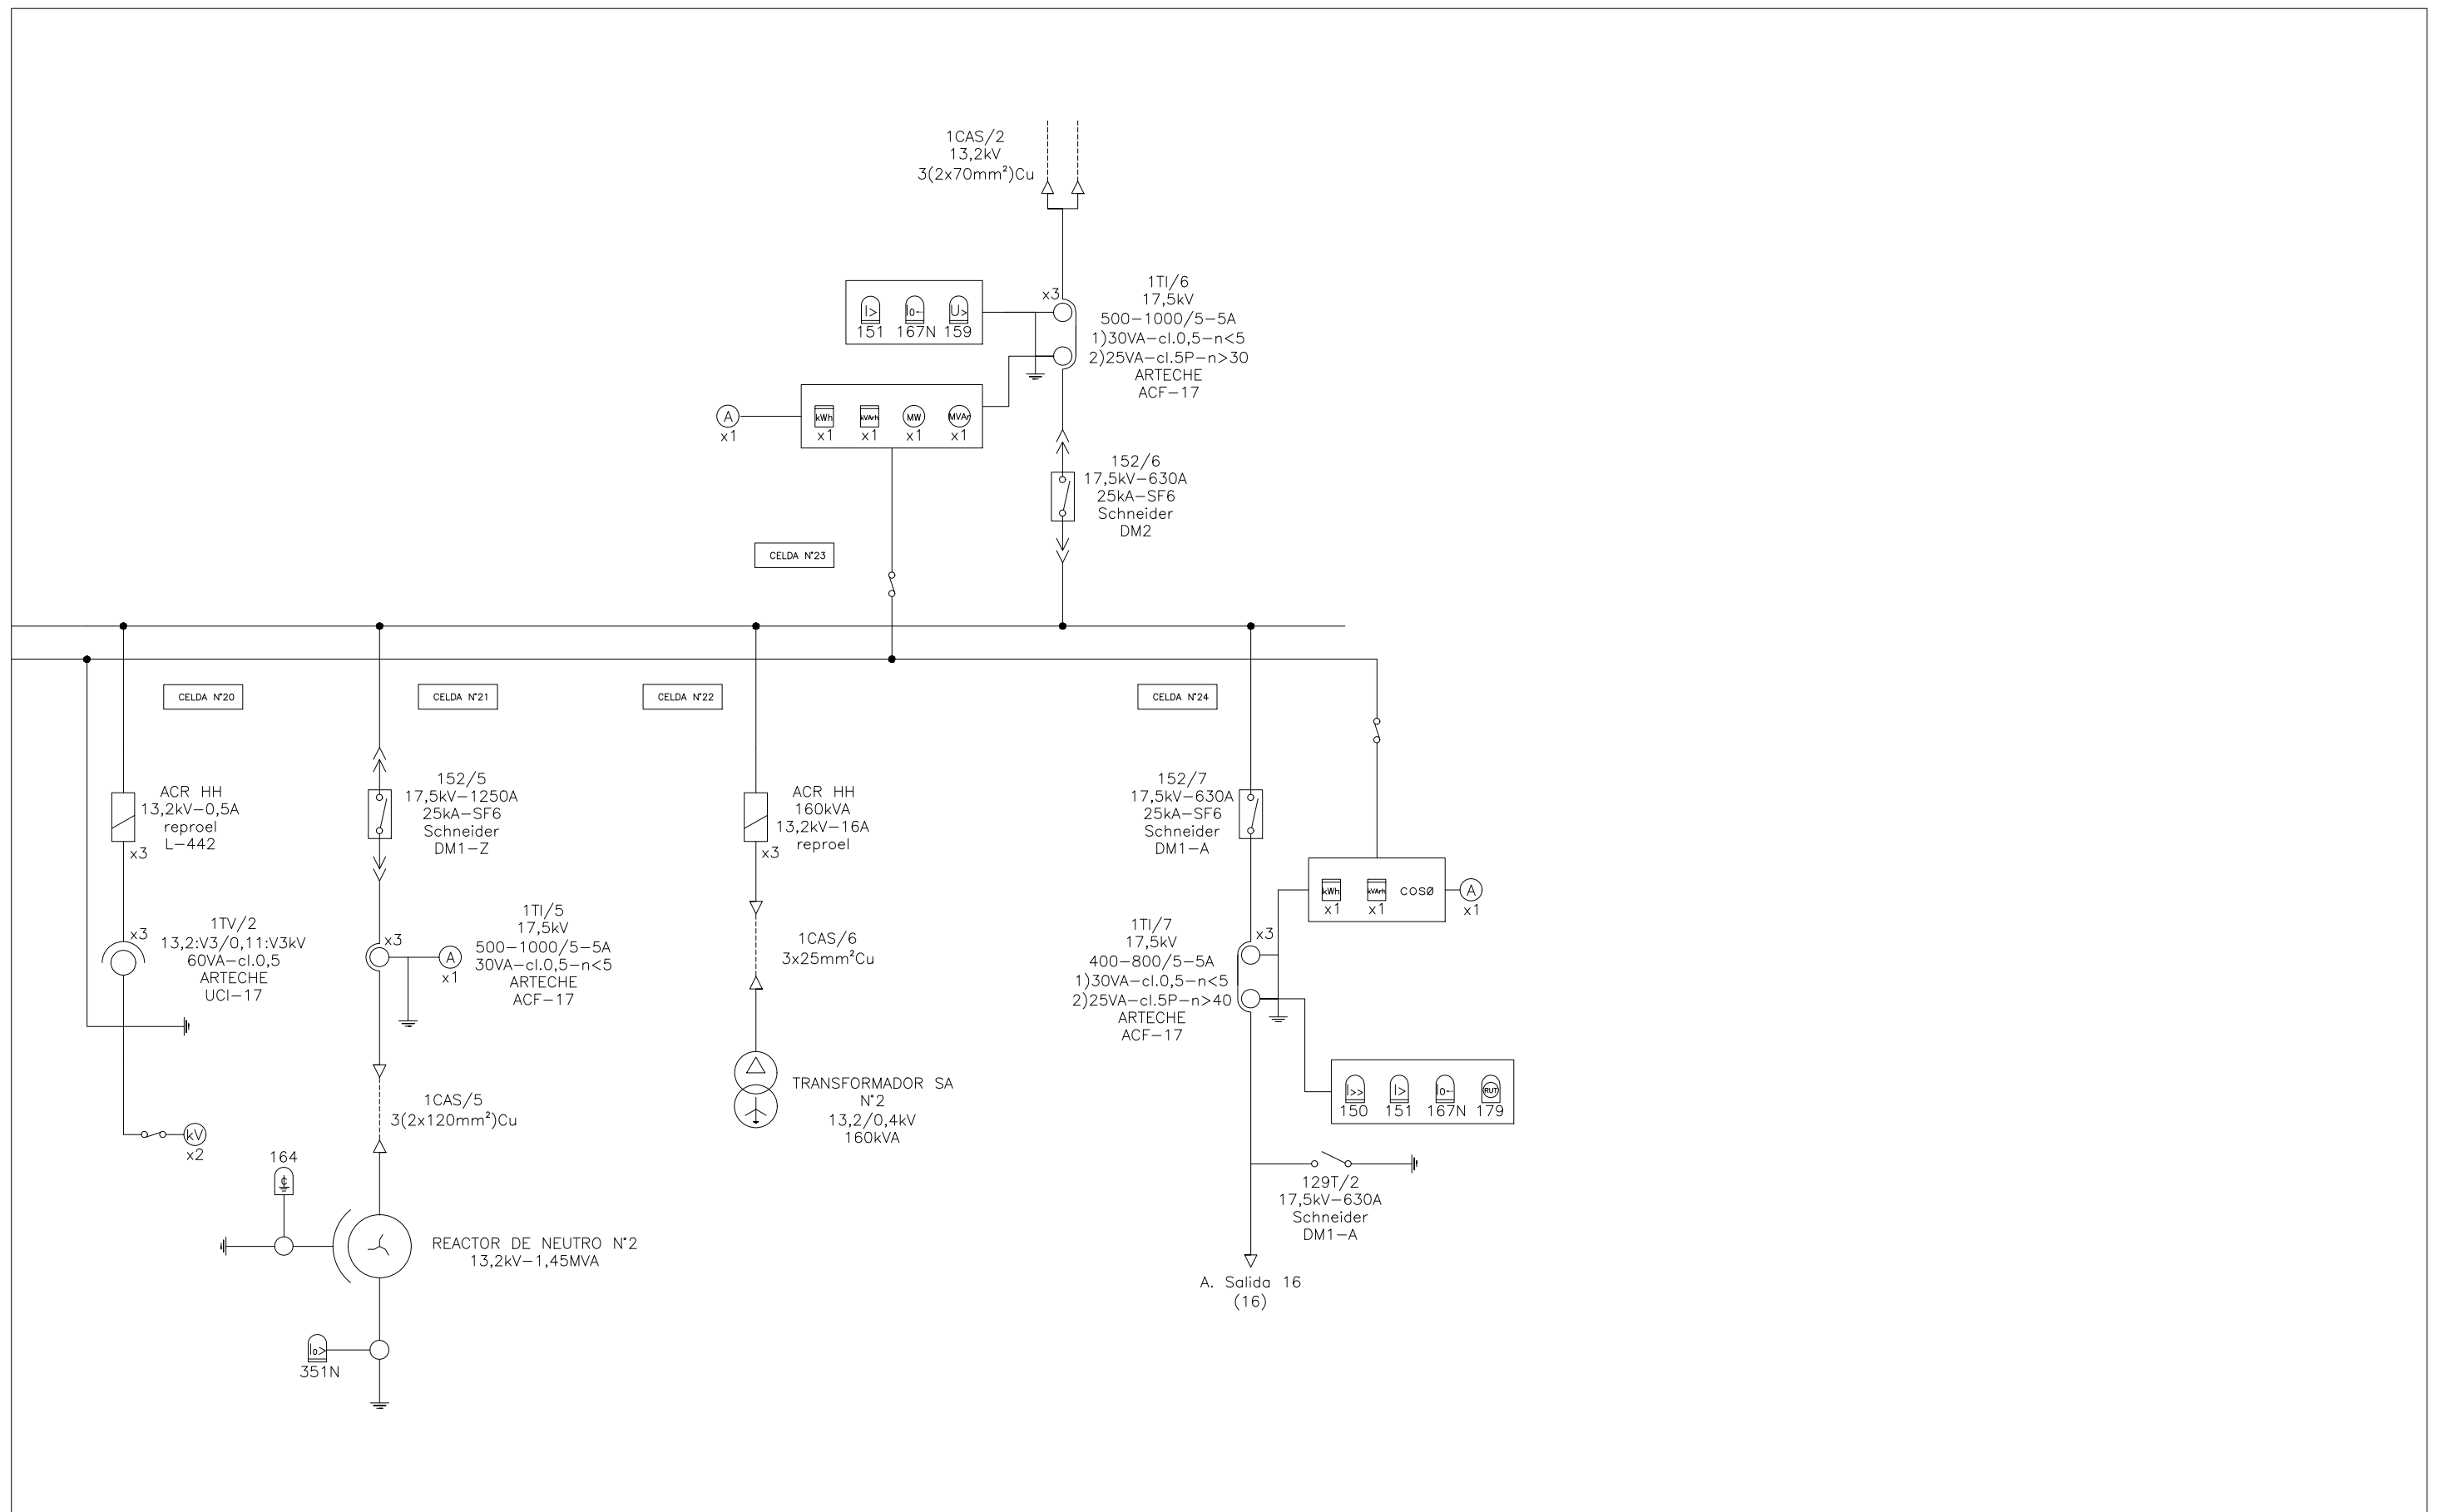 1CAS/2
13,2kV
3(2x70mm²)Cu
x3
I>
Io←
U>
151
167N
159
1TI/6
17,5kV
500-1000/5-5A
1)30VA-cl.0,5-n<5
2)25VA-cl.5P-n>30
ARTECHE
ACF-17
A
x1
kWh
kVArh
MW
MVAr
x1
x1
x1
x1
152/6
17,5kV-630A
25kA-SF6
Schneider
DM2
CELDA N°23
CELDA N°20
CELDA N°21
CELDA N°22
CELDA N°24
ACR HH
13,2kV-0,5A
reproel
L-442
x3
1TV/2
13,2:V3/0,11:V3kV
60VA-cl.0,5
ARTECHE
UCI-17
x3
kV
x2
152/5
17,5kV-1250A
25kA-SF6
Schneider
DM1-Z
x3
A
x1
1TI/5
17,5kV
500-1000/5-5A
30VA-cl.0,5-n<5
ARTECHE
ACF-17
1CAS/5
3(2x120mm²)Cu
164
REACTOR DE NEUTRO N°2
13,2kV-1,45MVA
Io>
351N
ACR HH
160kVA
13,2kV-16A
reproel
x3
1CAS/6
3x25mm²Cu
TRANSFORMADOR SA
N°2
13,2/0,4kV
160kVA
152/7
17,5kV-630A
25kA-SF6
Schneider
DM1-A
kWh
kVArh
cosø
A
x1
x1
x1
1TI/7
17,5kV
400-800/5-5A
1)30VA-cl.0,5-n<5
2)25VA-cl.5P-n>40
ARTECHE
ACF-17
x3
I>>
I>
Io←
RUT
150
151
167N
179
129T/2
17,5kV-630A
Schneider
DM1-A
A. Salida 16
(16)